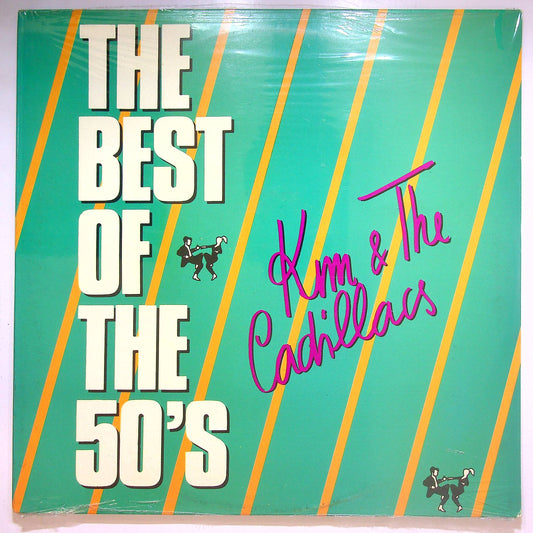 THE
BEST
OF
THE
50'S
Kim & The
Cadillacs